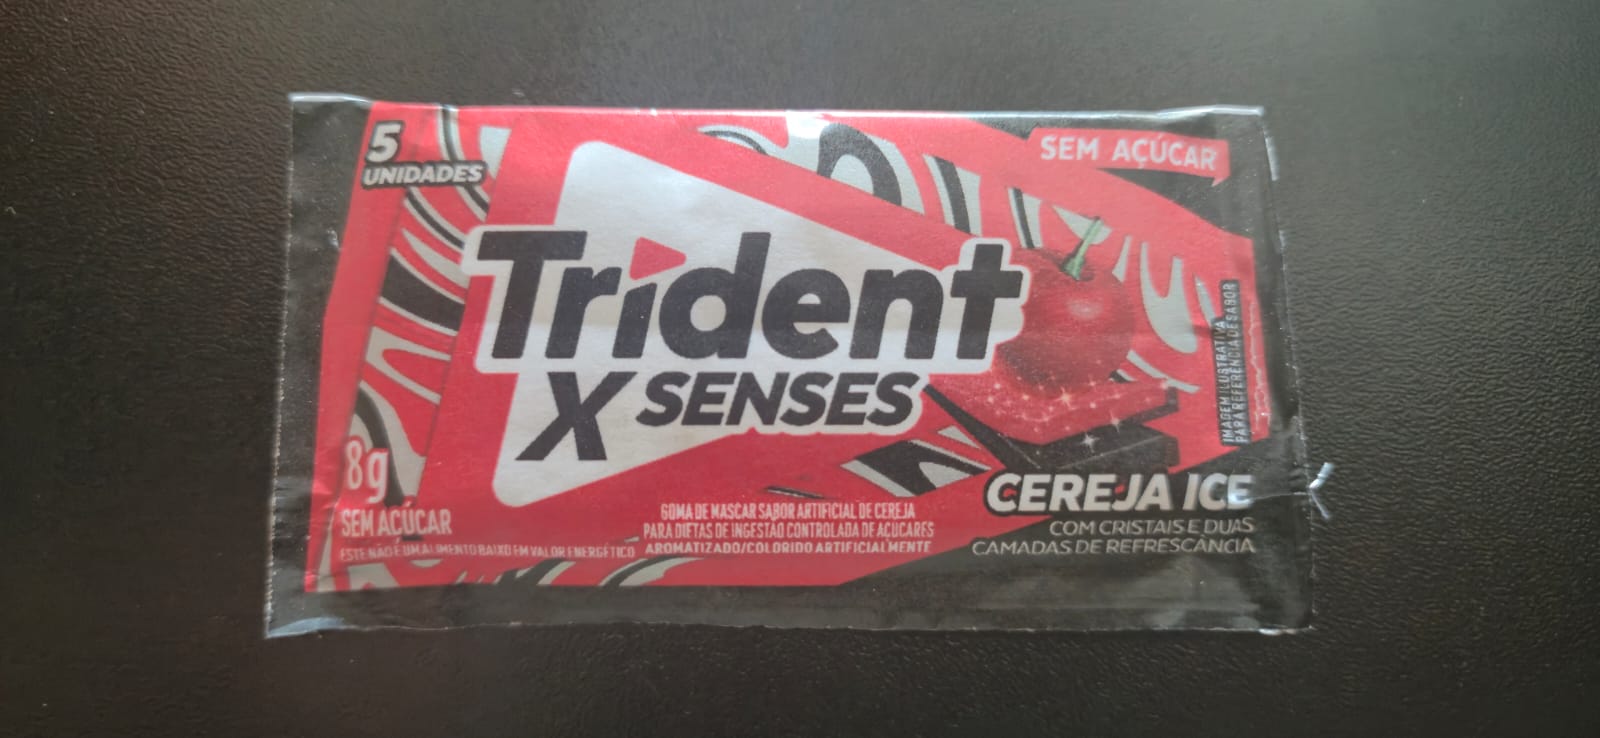 5
UNIDADES
SEM AÇÚCAR
Trident
X SENSES
IMAGEM ILUSTRATIVA
PARA REFERÊNCIA DE SABOR
8g
SEM AÇÚCAR
ESTE NÃO É UM ALIMENTO BAIXO EM VALOR ENERGÉTICO
GOMA DE MASCAR SABOR ARTIFICIAL DE CEREJA
PARA DIETAS DE INGESTÃO CONTROLADA DE AÇÚCARES
AROMATIZADO/COLORIDO ARTIFICIALMENTE
CEREJA ICE
COM CRISTAIS E DUAS
CAMADAS DE REFRESCÂNCIA